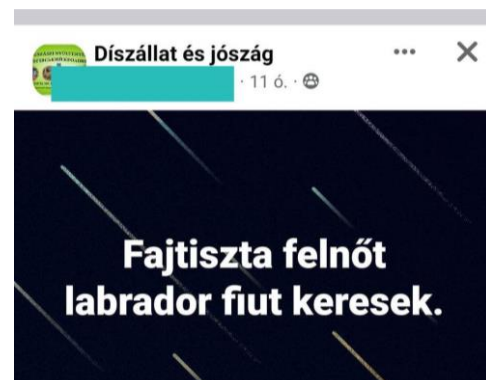 Díszállat és jószág
· 11 ó. ·
Fajtiszta felnőt
labrador fiut keresek.